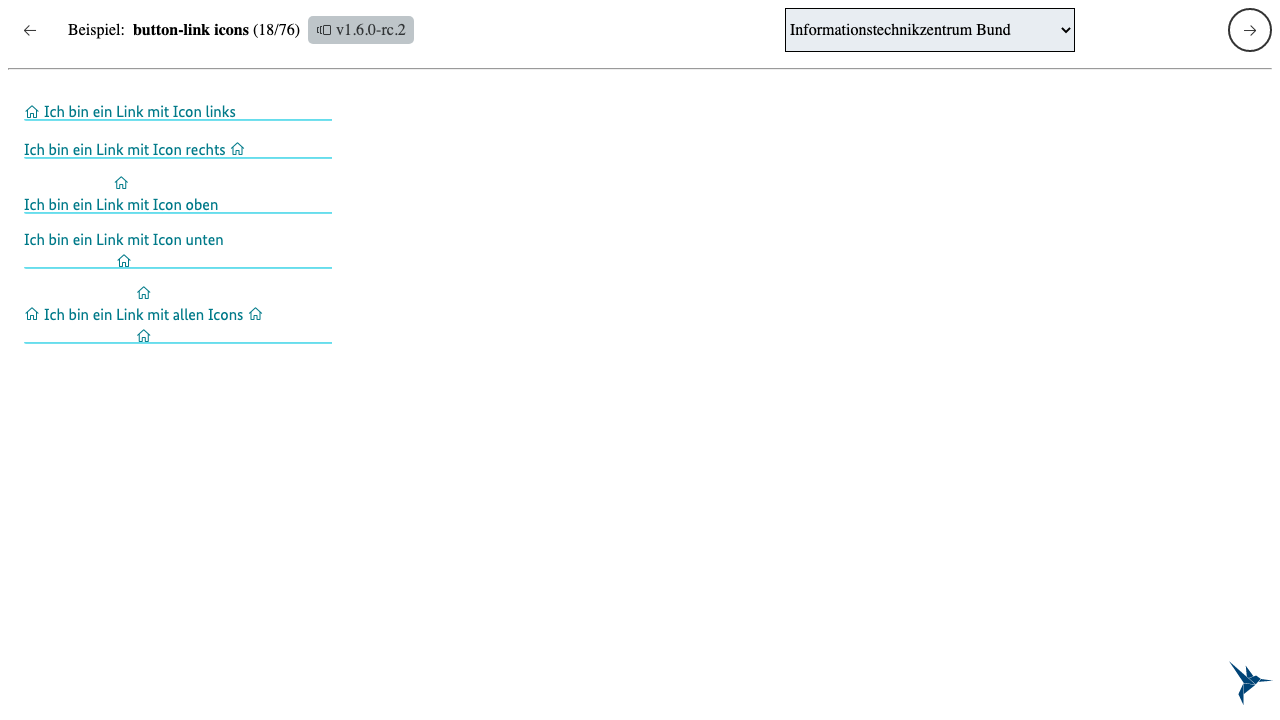 Beispiel: button-link icons (18/76) v1.6.0-rc.2 Informationstechnikzentrum Bund
Ich bin ein Link mit Icon links
Ich bin ein Link mit Icon rechts
Ich bin ein Link mit Icon oben
Ich bin ein Link mit Icon unten
Ich bin ein Link mit allen Icons